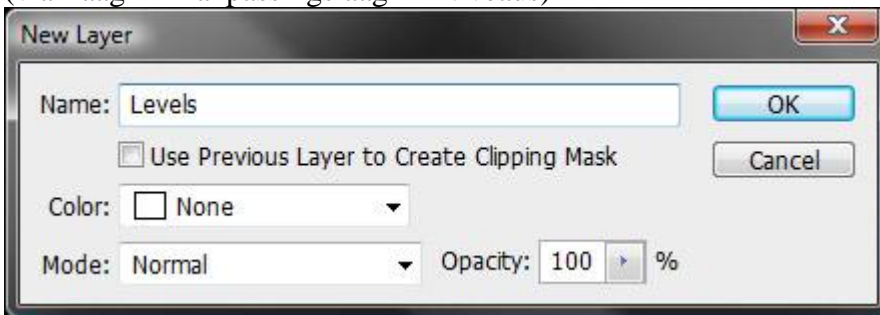 New Layer
Name: Levels
OK
Use Previous Layer to Create Clipping Mask
Cancel
Color: None
Mode: Normal
Opacity: 100 %